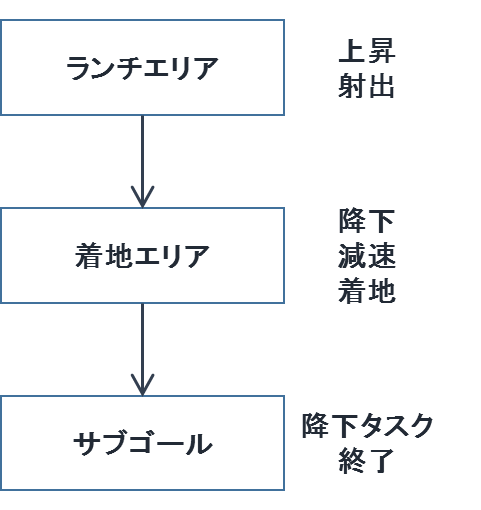 ランチエリア
上昇
射出
着地エリア
降下
減速
着地
サブゴール
降下タスク
終了